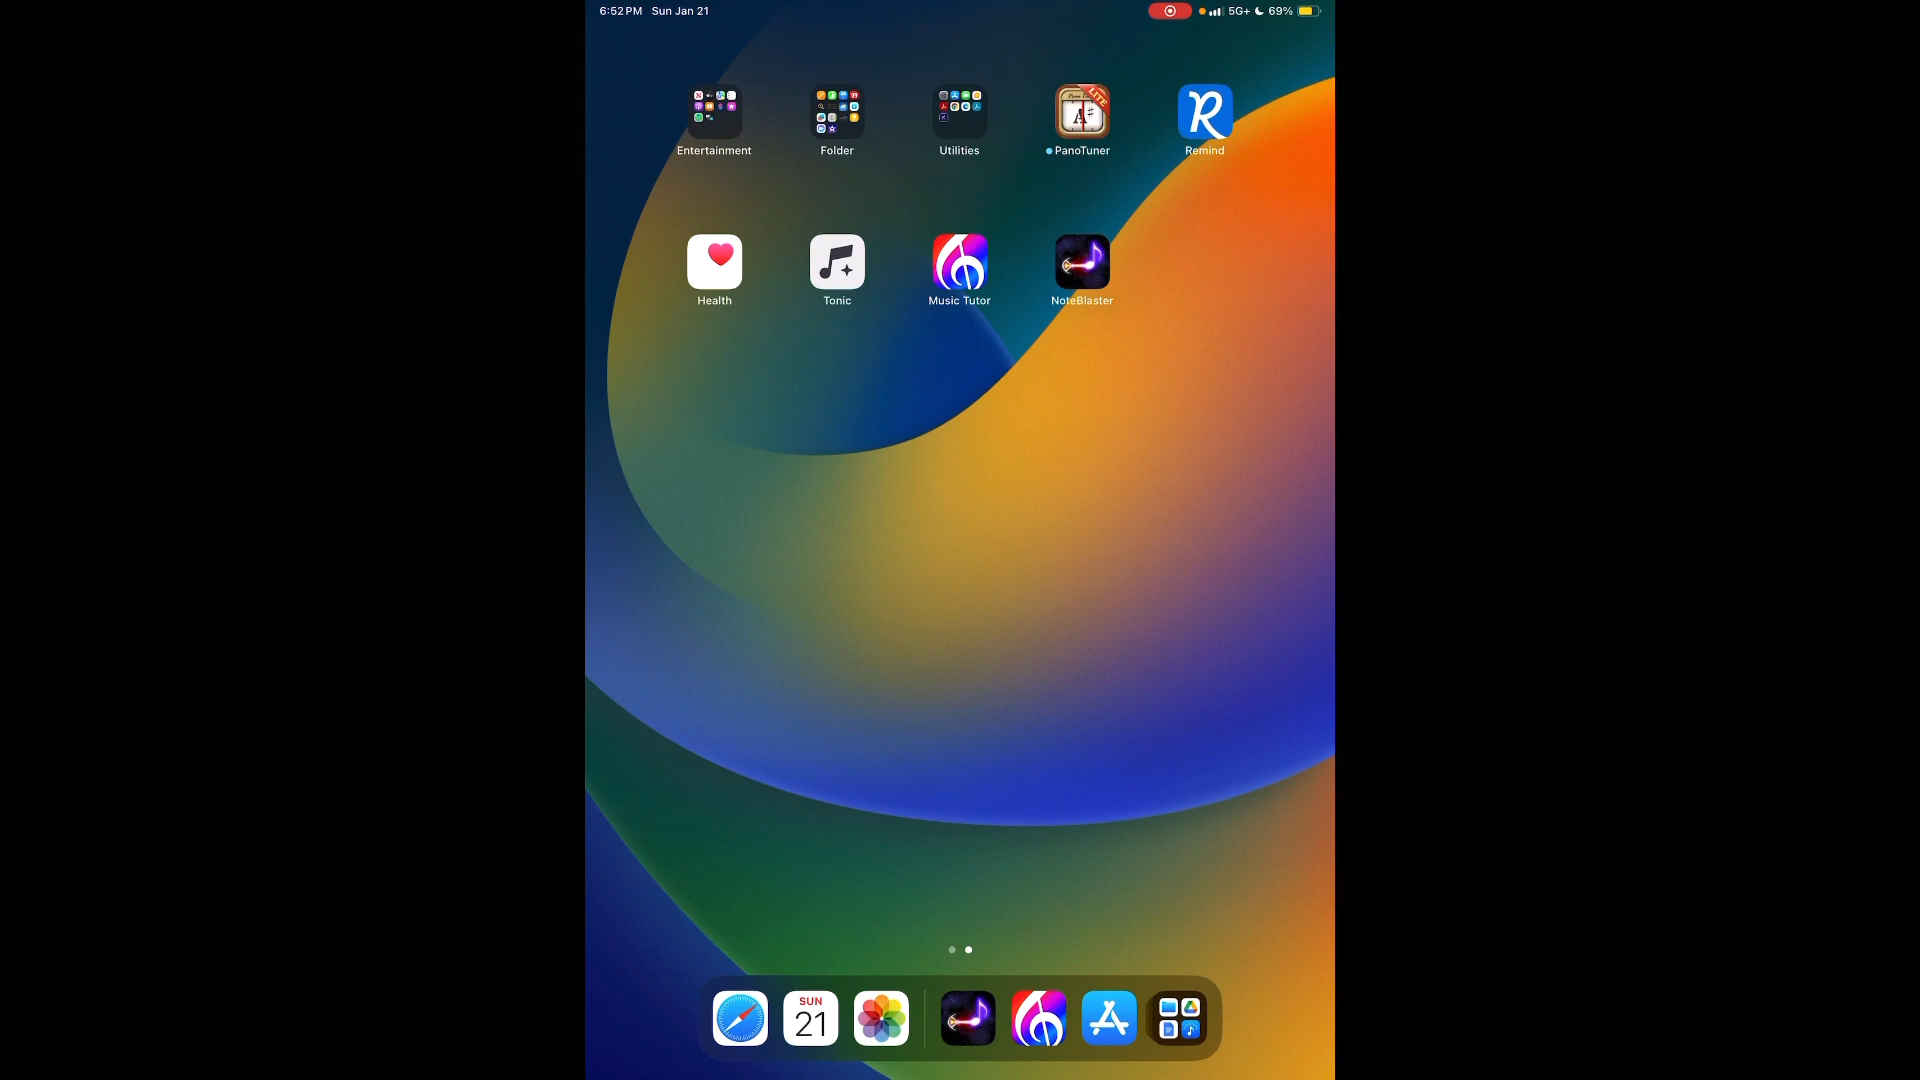 6:52 PM Sun Jan 21
5G+ 69%
LITE
A#
R
Entertainment Folder Utilities PanoTuner Remind
Health Tonic Music Tutor NoteBlaster
SUN
21